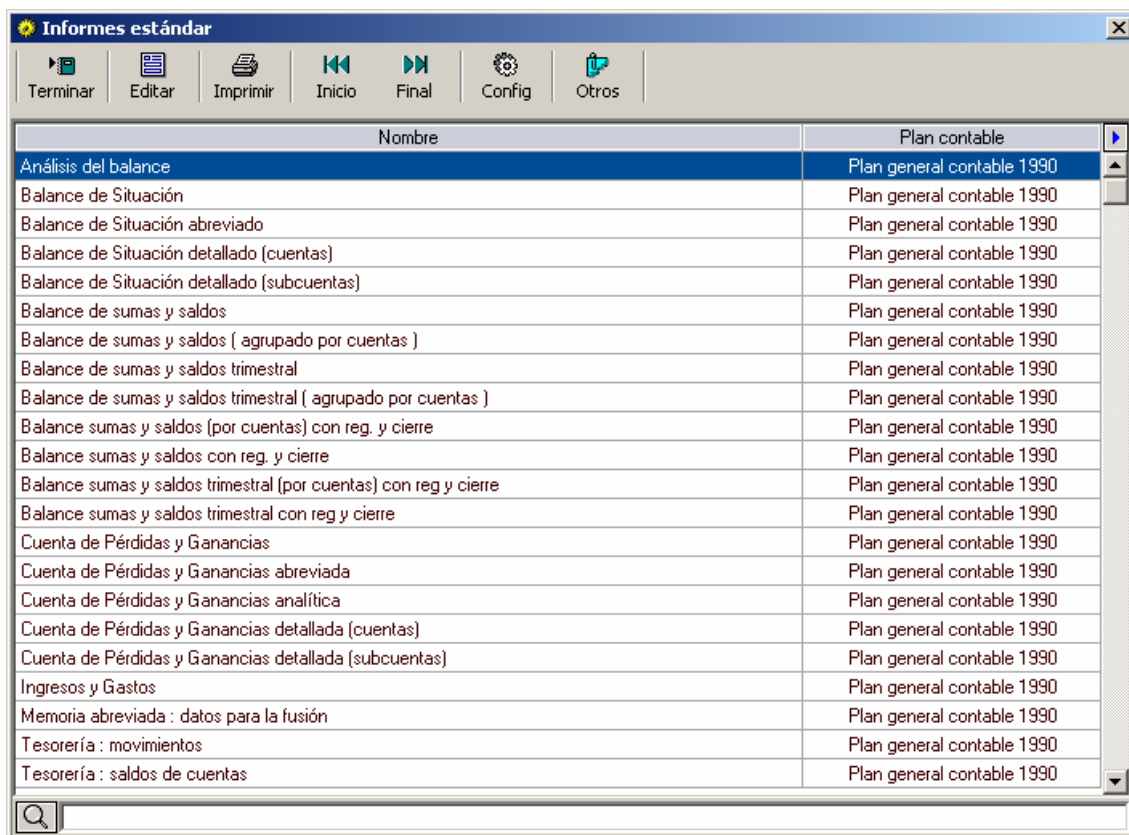 Informes estándar
Terminar Editar Imprimir Inicio Final Config Otros
Nombre Plan contable
Análisis del balance Plan general contable 1990
Balance de Situación Plan general contable 1990
Balance de Situación abreviado Plan general contable 1990
Balance de Situación detallado (cuentas) Plan general contable 1990
Balance de Situación detallado (subcuentas) Plan general contable 1990
Balance de sumas y saldos Plan general contable 1990
Balance de sumas y saldos ( agrupado por cuentas ) Plan general contable 1990
Balance de sumas y saldos trimestral Plan general contable 1990
Balance de sumas y saldos trimestral ( agrupado por cuentas ) Plan general contable 1990
Balance sumas y saldos (por cuentas) con reg. y cierre Plan general contable 1990
Balance sumas y saldos con reg. y cierre Plan general contable 1990
Balance sumas y saldos trimestral (por cuentas) con reg y cierre Plan general contable 1990
Balance sumas y saldos trimestral con reg y cierre Plan general contable 1990
Cuenta de Pérdidas y Ganancias Plan general contable 1990
Cuenta de Pérdidas y Ganancias abreviada Plan general contable 1990
Cuenta de Pérdidas y Ganancias analítica Plan general contable 1990
Cuenta de Pérdidas y Ganancias detallada (cuentas) Plan general contable 1990
Cuenta de Pérdidas y Ganancias detallada (subcuentas) Plan general contable 1990
Ingresos y Gastos Plan general contable 1990
Memoria abreviada : datos para la fusión Plan general contable 1990
Tesorería : movimientos Plan general contable 1990
Tesorería : saldos de cuentas Plan general contable 1990